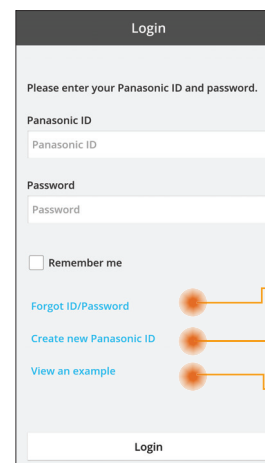 Login
Please enter your Panasonic ID and password.
Panasonic ID
Panasonic ID
Password
Password
Remember me
Forgot ID/Password
Create new Panasonic ID
View an example
Login